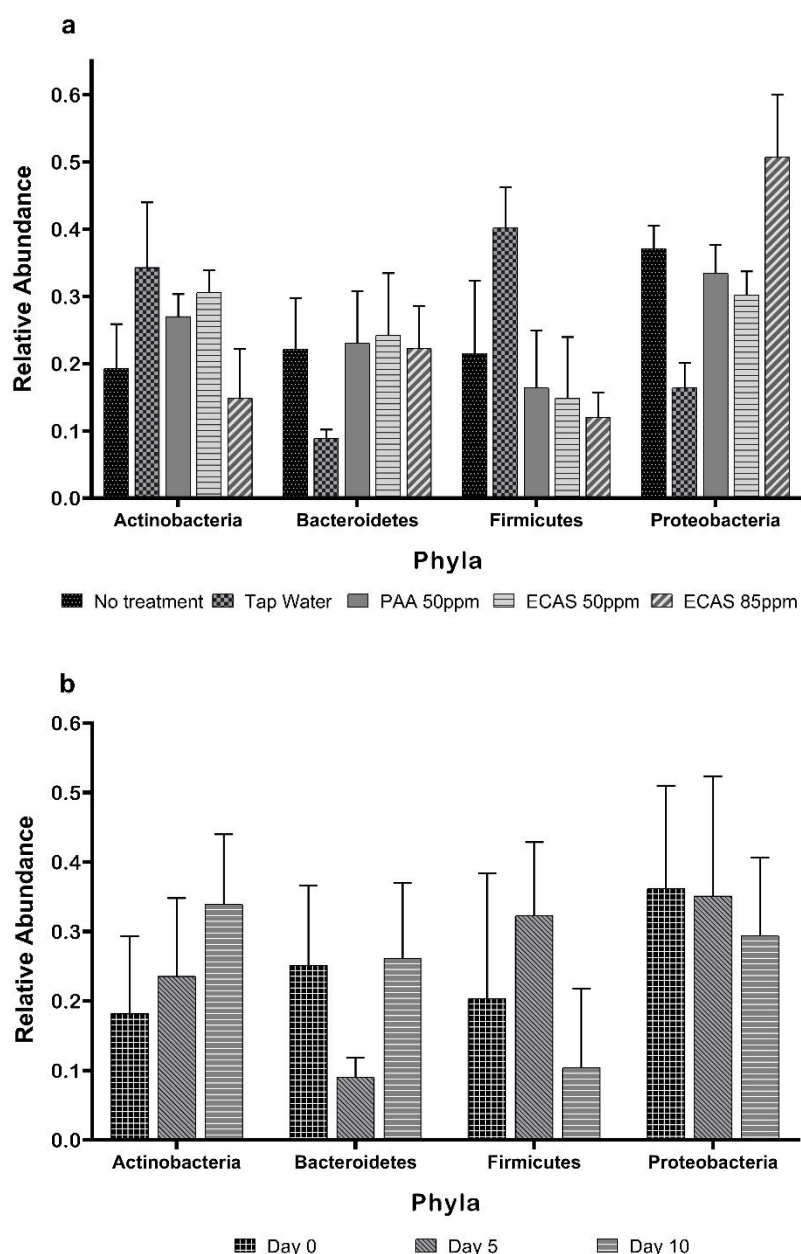 a
Relative Abundance
0.6
0.5
0.4
0.3
0.2
0.1
0.0
Actinobacteria Bacteroidetes Firmicutes Proteobacteria
Phyla
No treatment Tap Water PAA 50ppm ECAS 50ppm ECAS 85ppm
b
Relative Abundance
0.6
0.5
0.4
0.3
0.2
0.1
0.0
Actinobacteria Bacteroidetes Firmicutes Proteobacteria
Phyla
Day 0 Day 5 Day 10